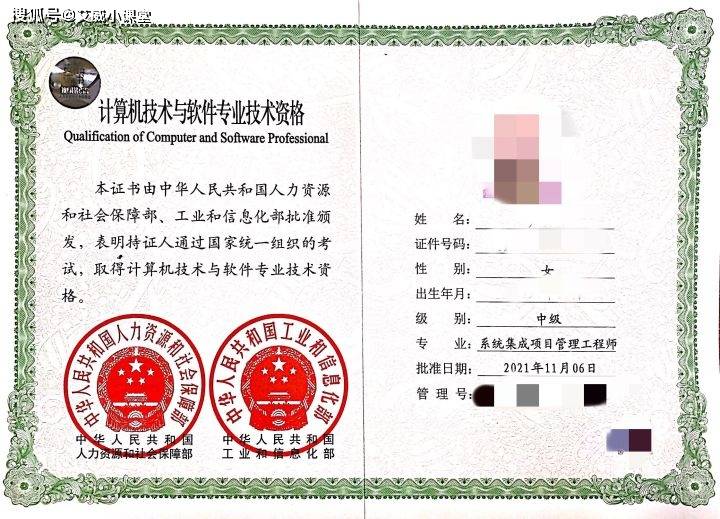 搜狐号@艾威小课堂
计算机技术与软件专业技术资格
Qualification of Computer and Software Professional
本证书由中华人民共和国人力资源
和社会保障部、工业和信息化部批准颁
发，表明持证人通过国家统一组织的考
试，取得计算机技术与软件专业技术资
格。
中华人民共和国人力资源和社会保障部
中华人民共和国工业和信息化部
中华人民共和国
人力资源和社会保障部
中华人民共和国
工业和信息化部
姓 名：
证件号码：
性 别： 女
出生年月：
级 别： 中级
专 业： 系统集成项目管理工程师
批准日期： 2021年11月06日
管 理 号：